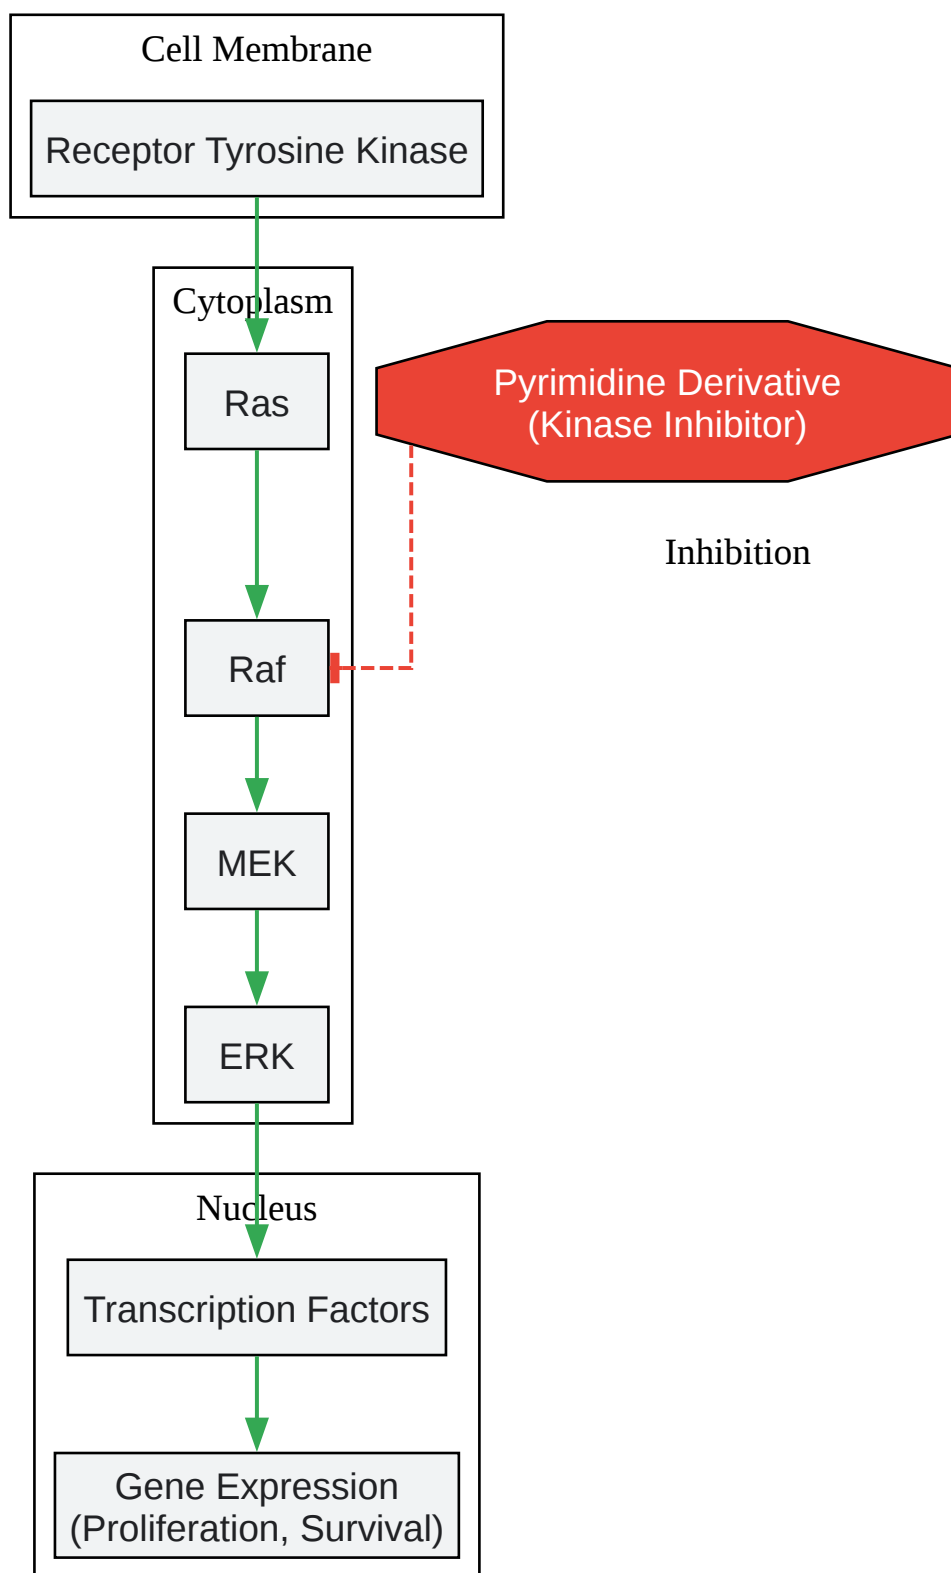 Cell Membrane
Receptor Tyrosine Kinase
Cytoplasm
Ras
Pyrimidine Derivative
(Kinase Inhibitor)
Inhibition
Raf
MEK
ERK
Nucleus
Transcription Factors
Gene Expression
(Proliferation, Survival)